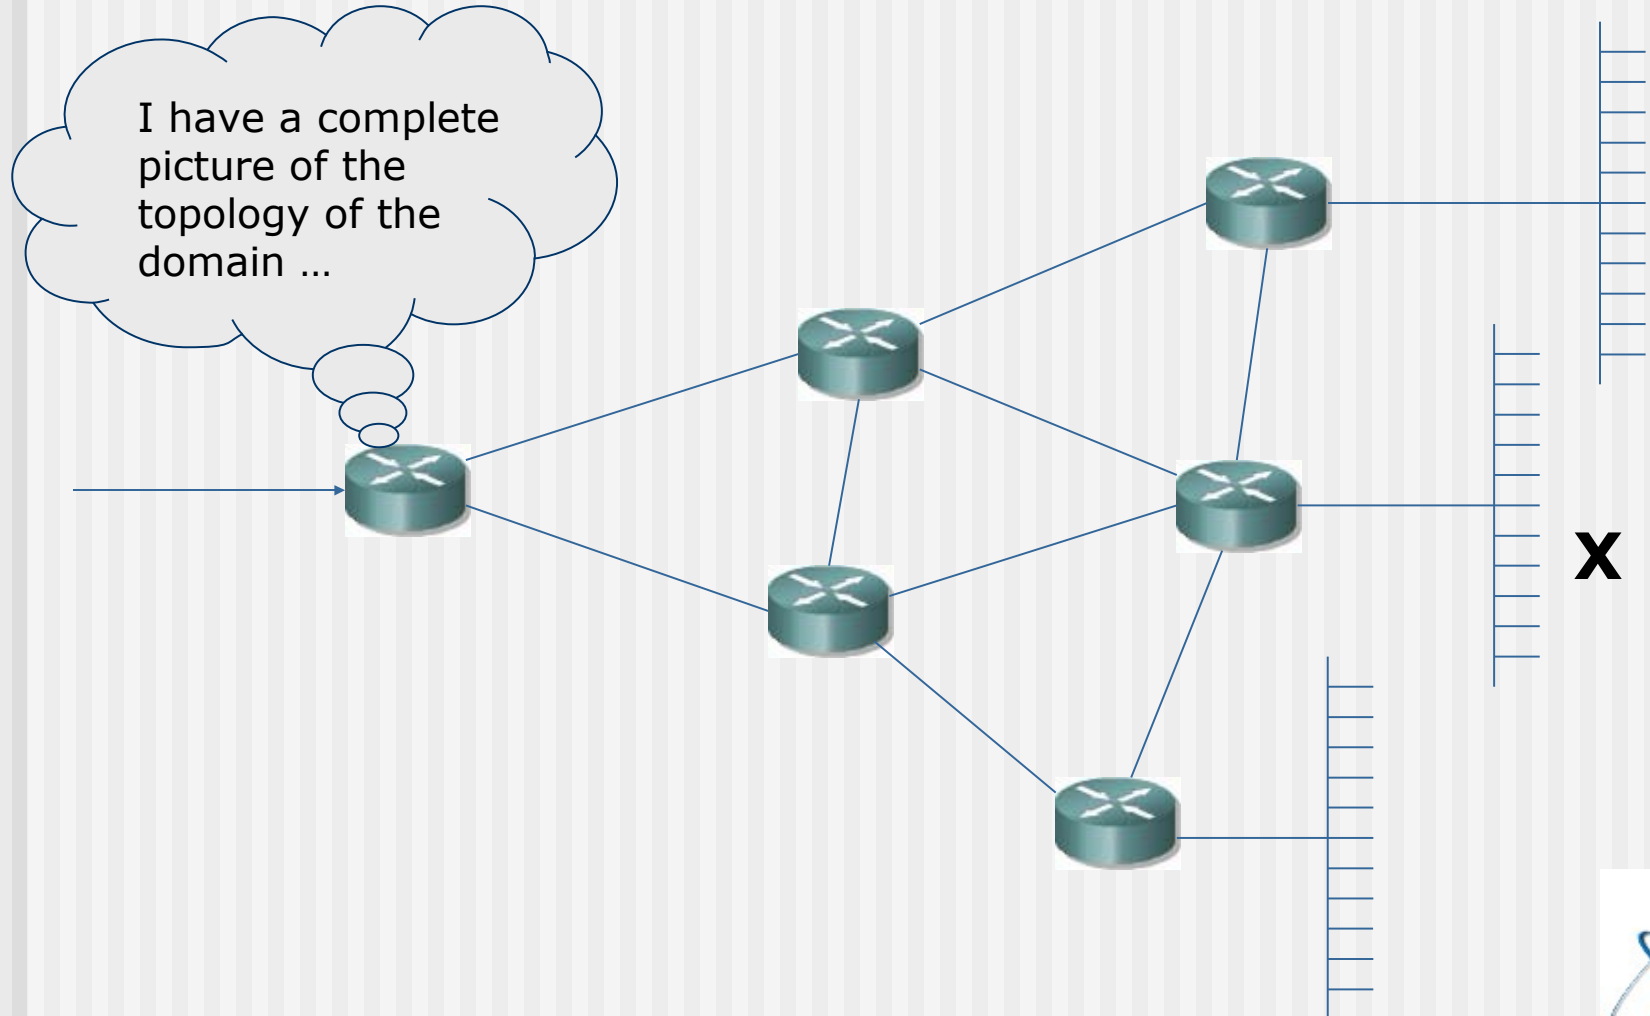 I have a complete
picture of the
topology of the
domain …
X